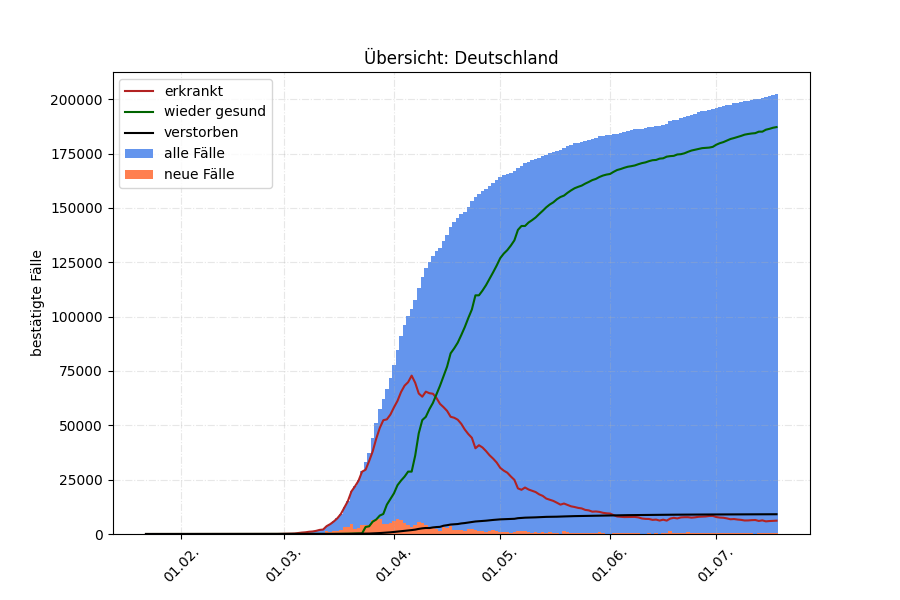 Übersicht: Deutschland
erkrankt
wieder gesund
verstorben
alle Fälle
neue Fälle
bestätigte Fälle
200000
175000
150000
125000
100000
75000
50000
25000
0
01.02.
01.03.
01.04.
01.05.
01.06.
01.07.